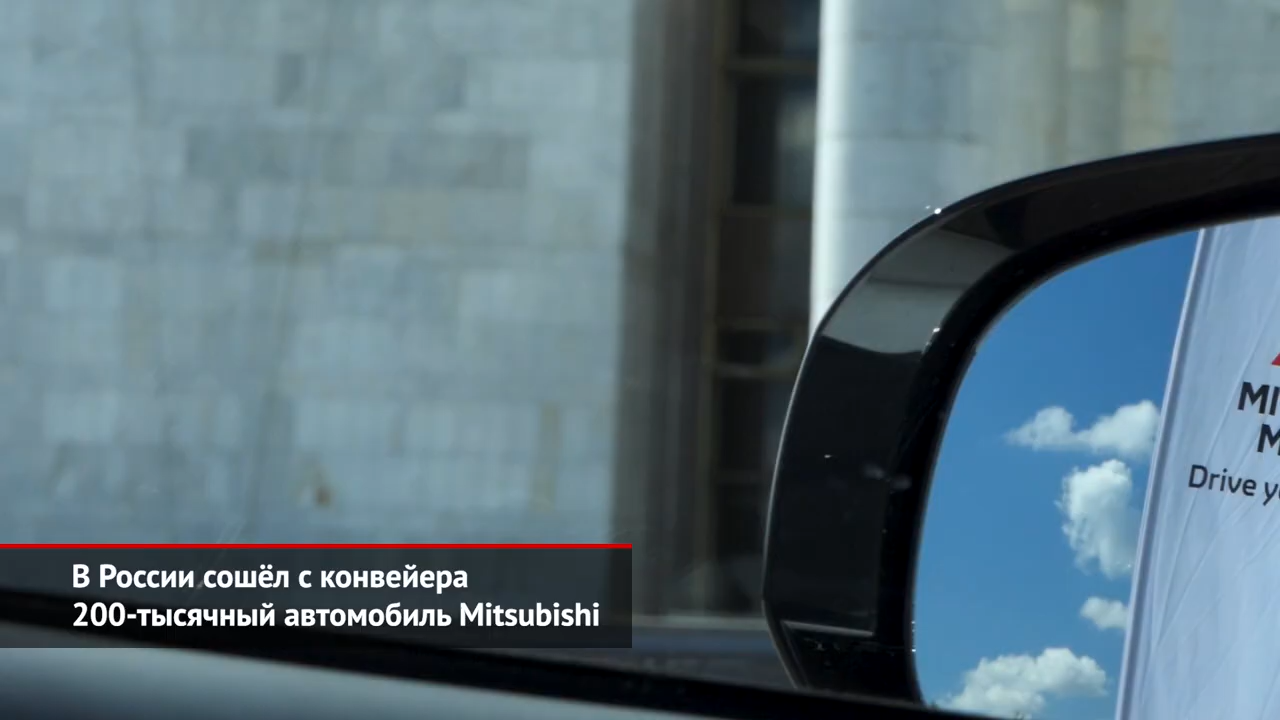 В России сошёл с конвейера
200-тысячный автомобиль Mitsubishi
Drive